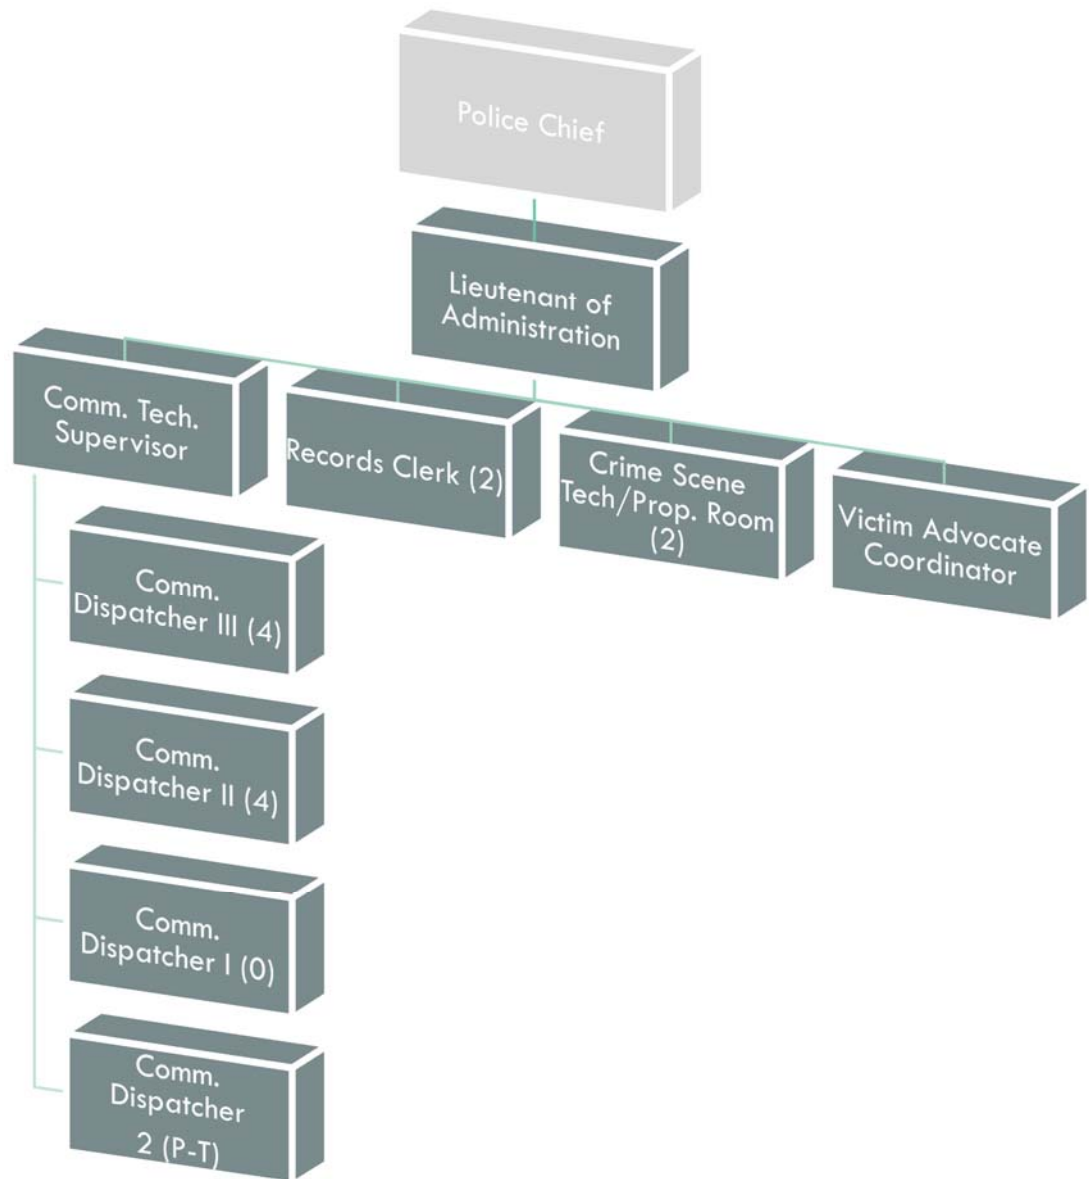 Police Chief
Lieutenant of
Administration
Comm. Tech.
Supervisor
Records Clerk (2)
Crime Scene
Tech/Prop. Room
(2)
Victim Advocate
Coordinator
Comm.
Dispatcher III (4)
Comm.
Dispatcher II (4)
Comm.
Dispatcher I (0)
Comm.
Dispatcher
2 (P-T)